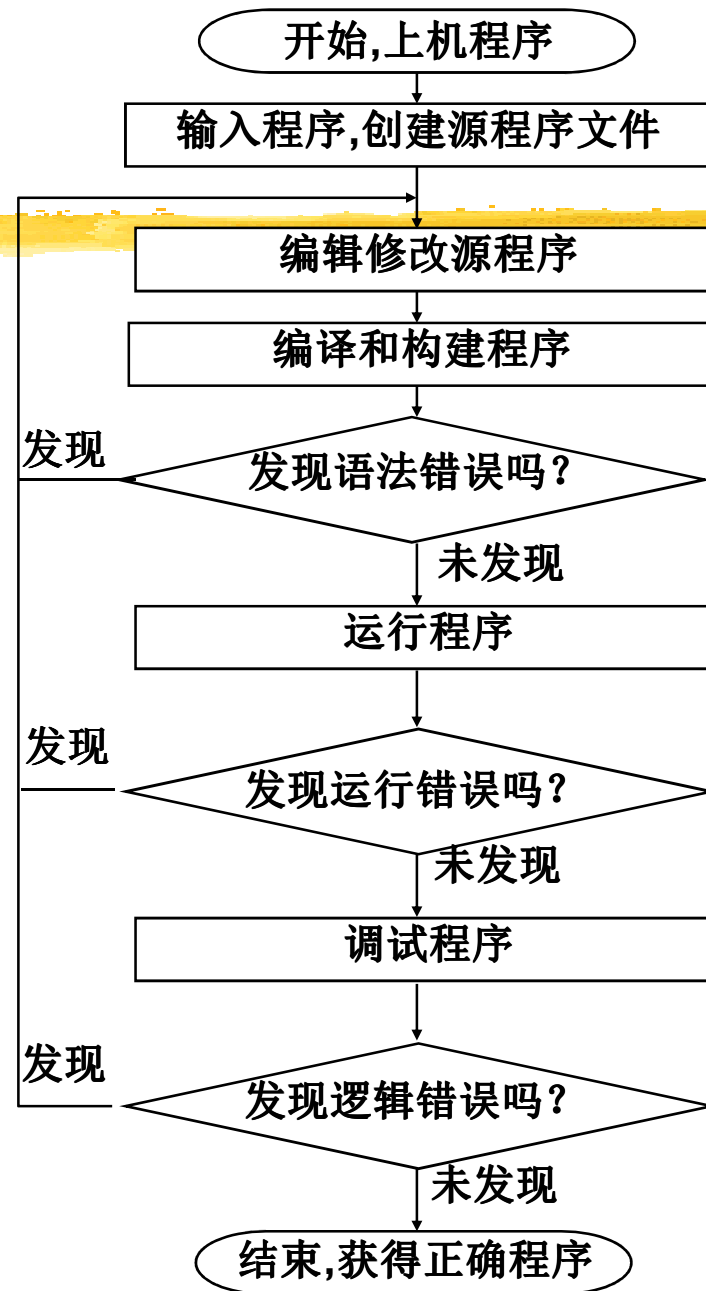 开始,上机程序
输入程序,创建源程序文件
编辑修改源程序
编译和构建程序
发现
发现语法错误吗？
未发现
运行程序
发现
发现运行错误吗？
未发现
调试程序
发现
发现逻辑错误吗？
未发现
结束,获得正确程序